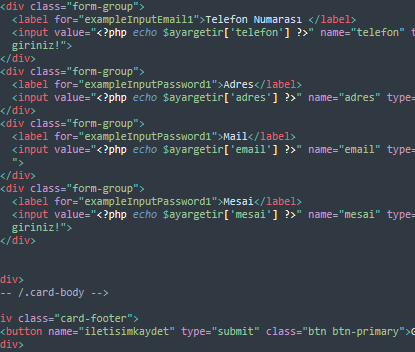 <div class="form-group">
<label for="exampleInputEmail1">Telefon Numarası </label>
<input value="<?php echo $ayargetir['telefon'] ?>" name="telefon" t
giriniz!">
</div>
<div class="form-group">
<label for="exampleInputPassword1">Adres</label>
<input value="<?php echo $ayargetir['adres'] ?>" name="adres" type=
</div>
<div class="form-group">
<label for="exampleInputPassword1">Mail</label>
<input value="<?php echo $ayargetir['email'] ?>" name="email" type=
">
</div>
<div class="form-group">
<label for="exampleInputPassword1">Mesai</label>
<input value="<?php echo $ayargetir['mesai'] ?>" name="mesai" type=
giriniz!">
</div>
div>
-- /.card-body -->
iv class="card-footer">
<button name="iletisimkaydet" type="submit" class="btn btn-primary">G
div>